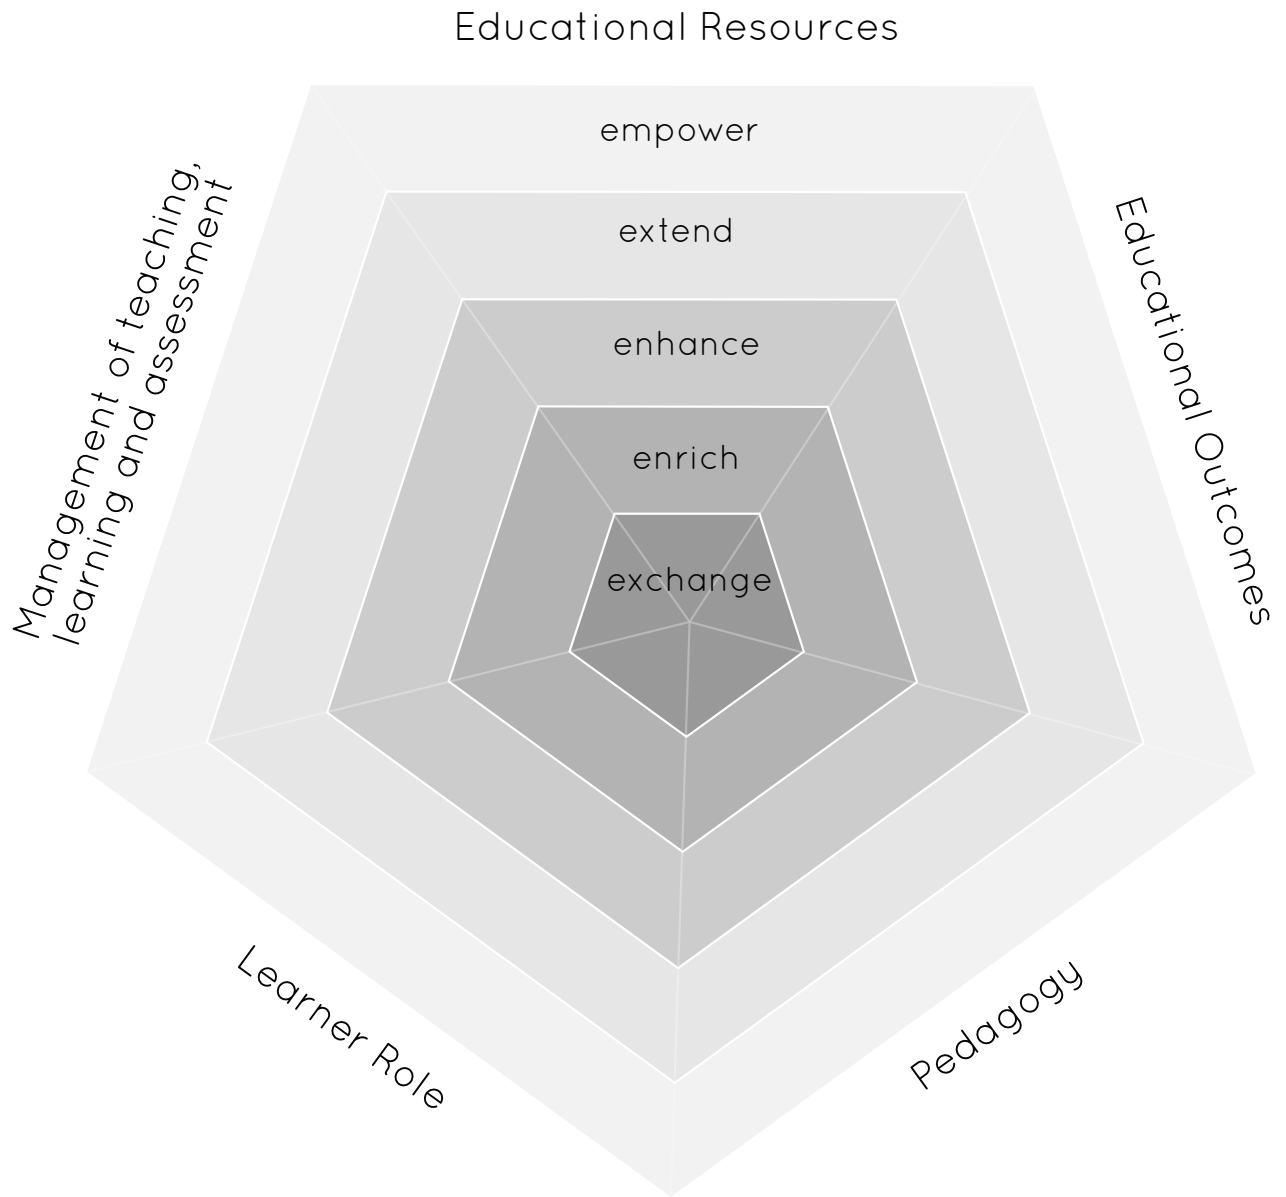 Educational Resources
empower
extend
enhance
enrich
exchange
Management of teaching,
learning and assessment
Educational Outcomes
Learner Role
Pedagogy